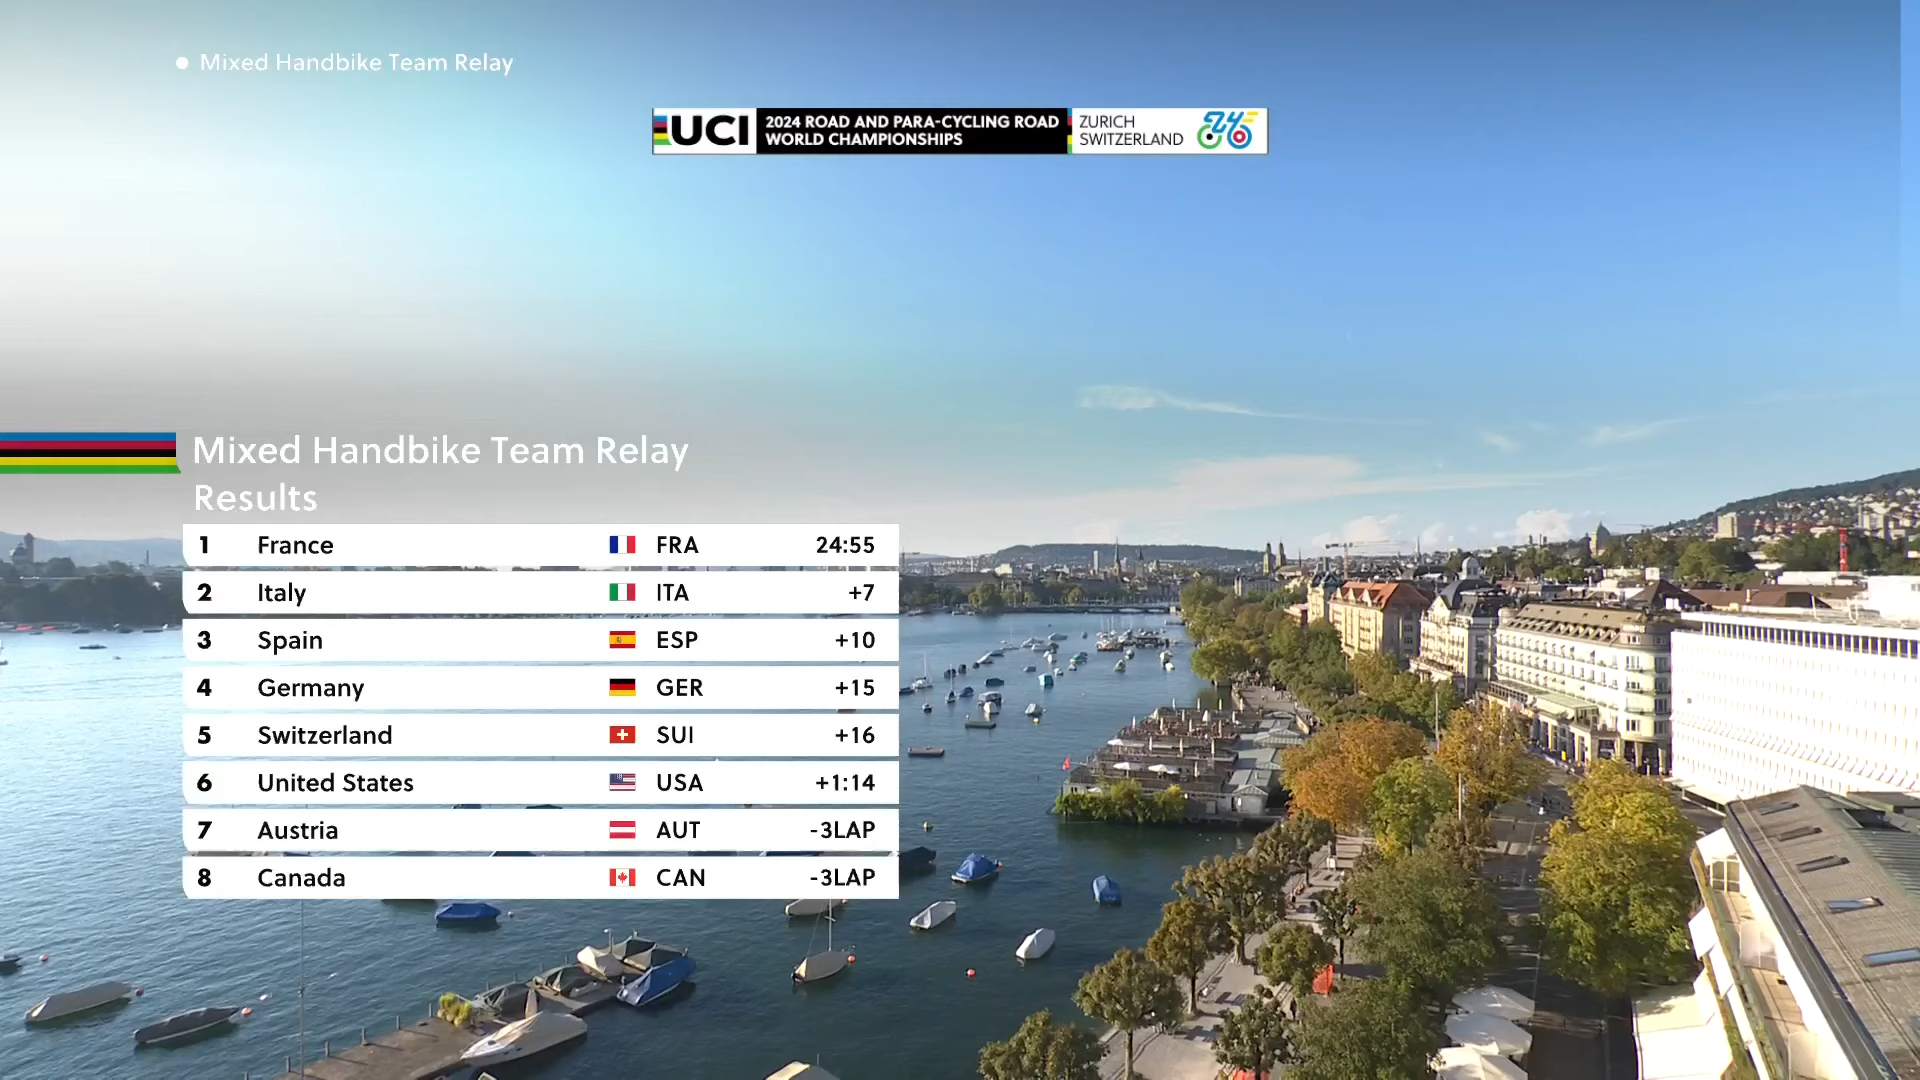 Mixed Handbike Team Relay
UCI
2024 ROAD AND PARA-CYCLING ROAD
WORLD CHAMPIONSHIPS
ZURICH
SWITZERLAND
Mixed Handbike Team Relay
Results
1 France FRA 24:55
2 Italy ITA +7
3 Spain ESP +10
4 Germany GER +15
5 Switzerland SUI +16
6 United States USA +1:14
7 Austria AUT -3LAP
8 Canada CAN -3LAP